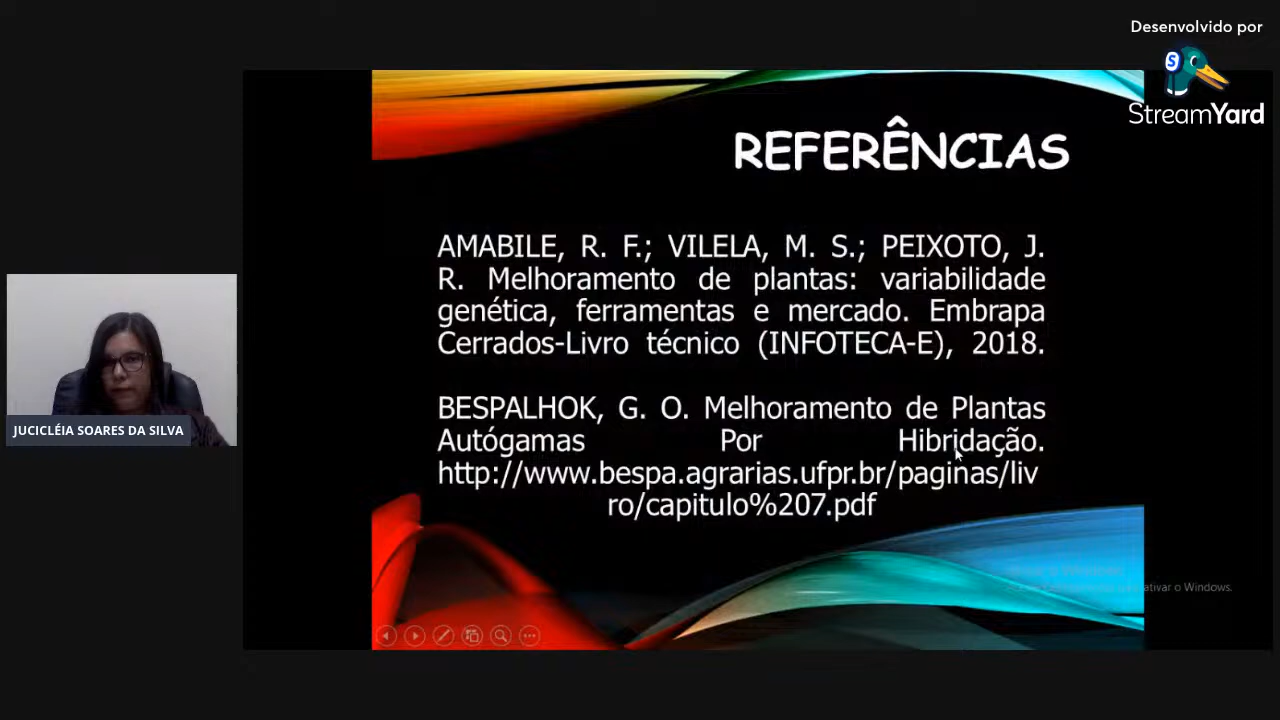 Desenvolvido por
StreamYard
REFERÊNCIAS
AMABILE, R. F.; VILELA, M. S.; PEIXOTO, J.
R. Melhoramento de plantas: variabilidade
genética, ferramentas e mercado. Embrapa
Cerrados-Livro técnico (INFOTECA-E), 2018.
BESPALHOK, G. O. Melhoramento de Plantas
Autógamas Por Hibridação.
http://www.bespa.agrarias.ufpr.br/paginas/liv
ro/capitulo%207.pdf
JUCICLÉIA SOARES DA SILVA
ativar o Windows.